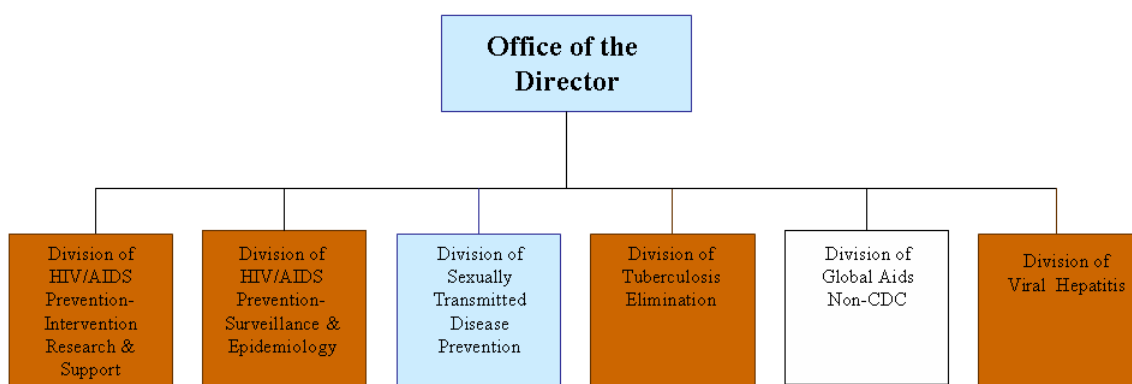 Office of the
Director
Division of
HIV/AIDS
Prevention-
Intervention
Research &
Support
Division of
HIV/AIDS
Prevention-
Surveillance &
Epidemiology
Division of
Sexually
Transmitted
Disease
Prevention
Division of
Tuberculosis
Elimination
Division of
Global Aids
Non-CDC
Division of
Viral Hepatitis